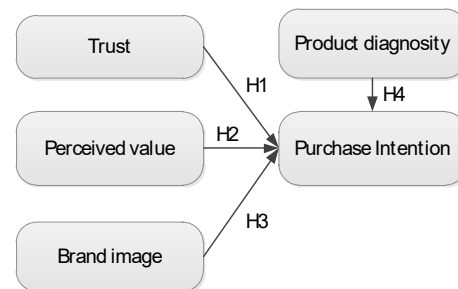 Trust
Product diagnosity
H1
H4
Perceived value
H2
Purchase Intention
H3
Brand image